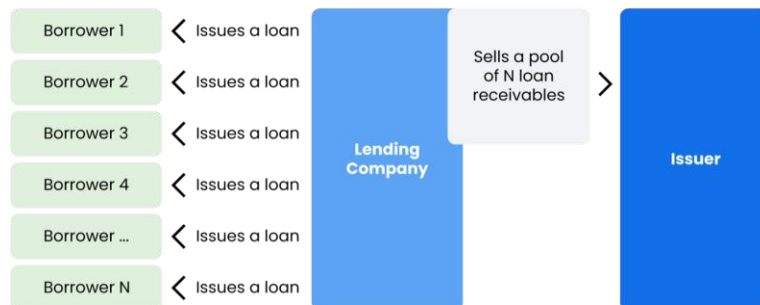 Borrower 1
Issues a loan
Borrower 2
Issues a loan
Borrower 3
Issues a loan
Borrower 4
Issues a loan
Borrower ...
Issues a loan
Borrower N
Issues a loan
Lending
Company
Sells a pool
of N loan
receivables
Issuer